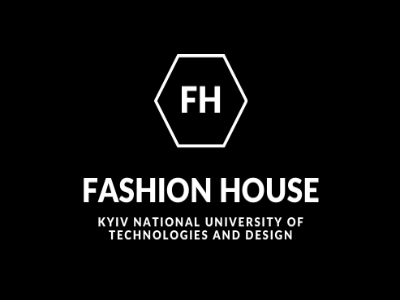 FH
FASHION HOUSE
KYIV NATIONAL UNIVERSITY OF
TECHNOLOGIES AND DESIGN